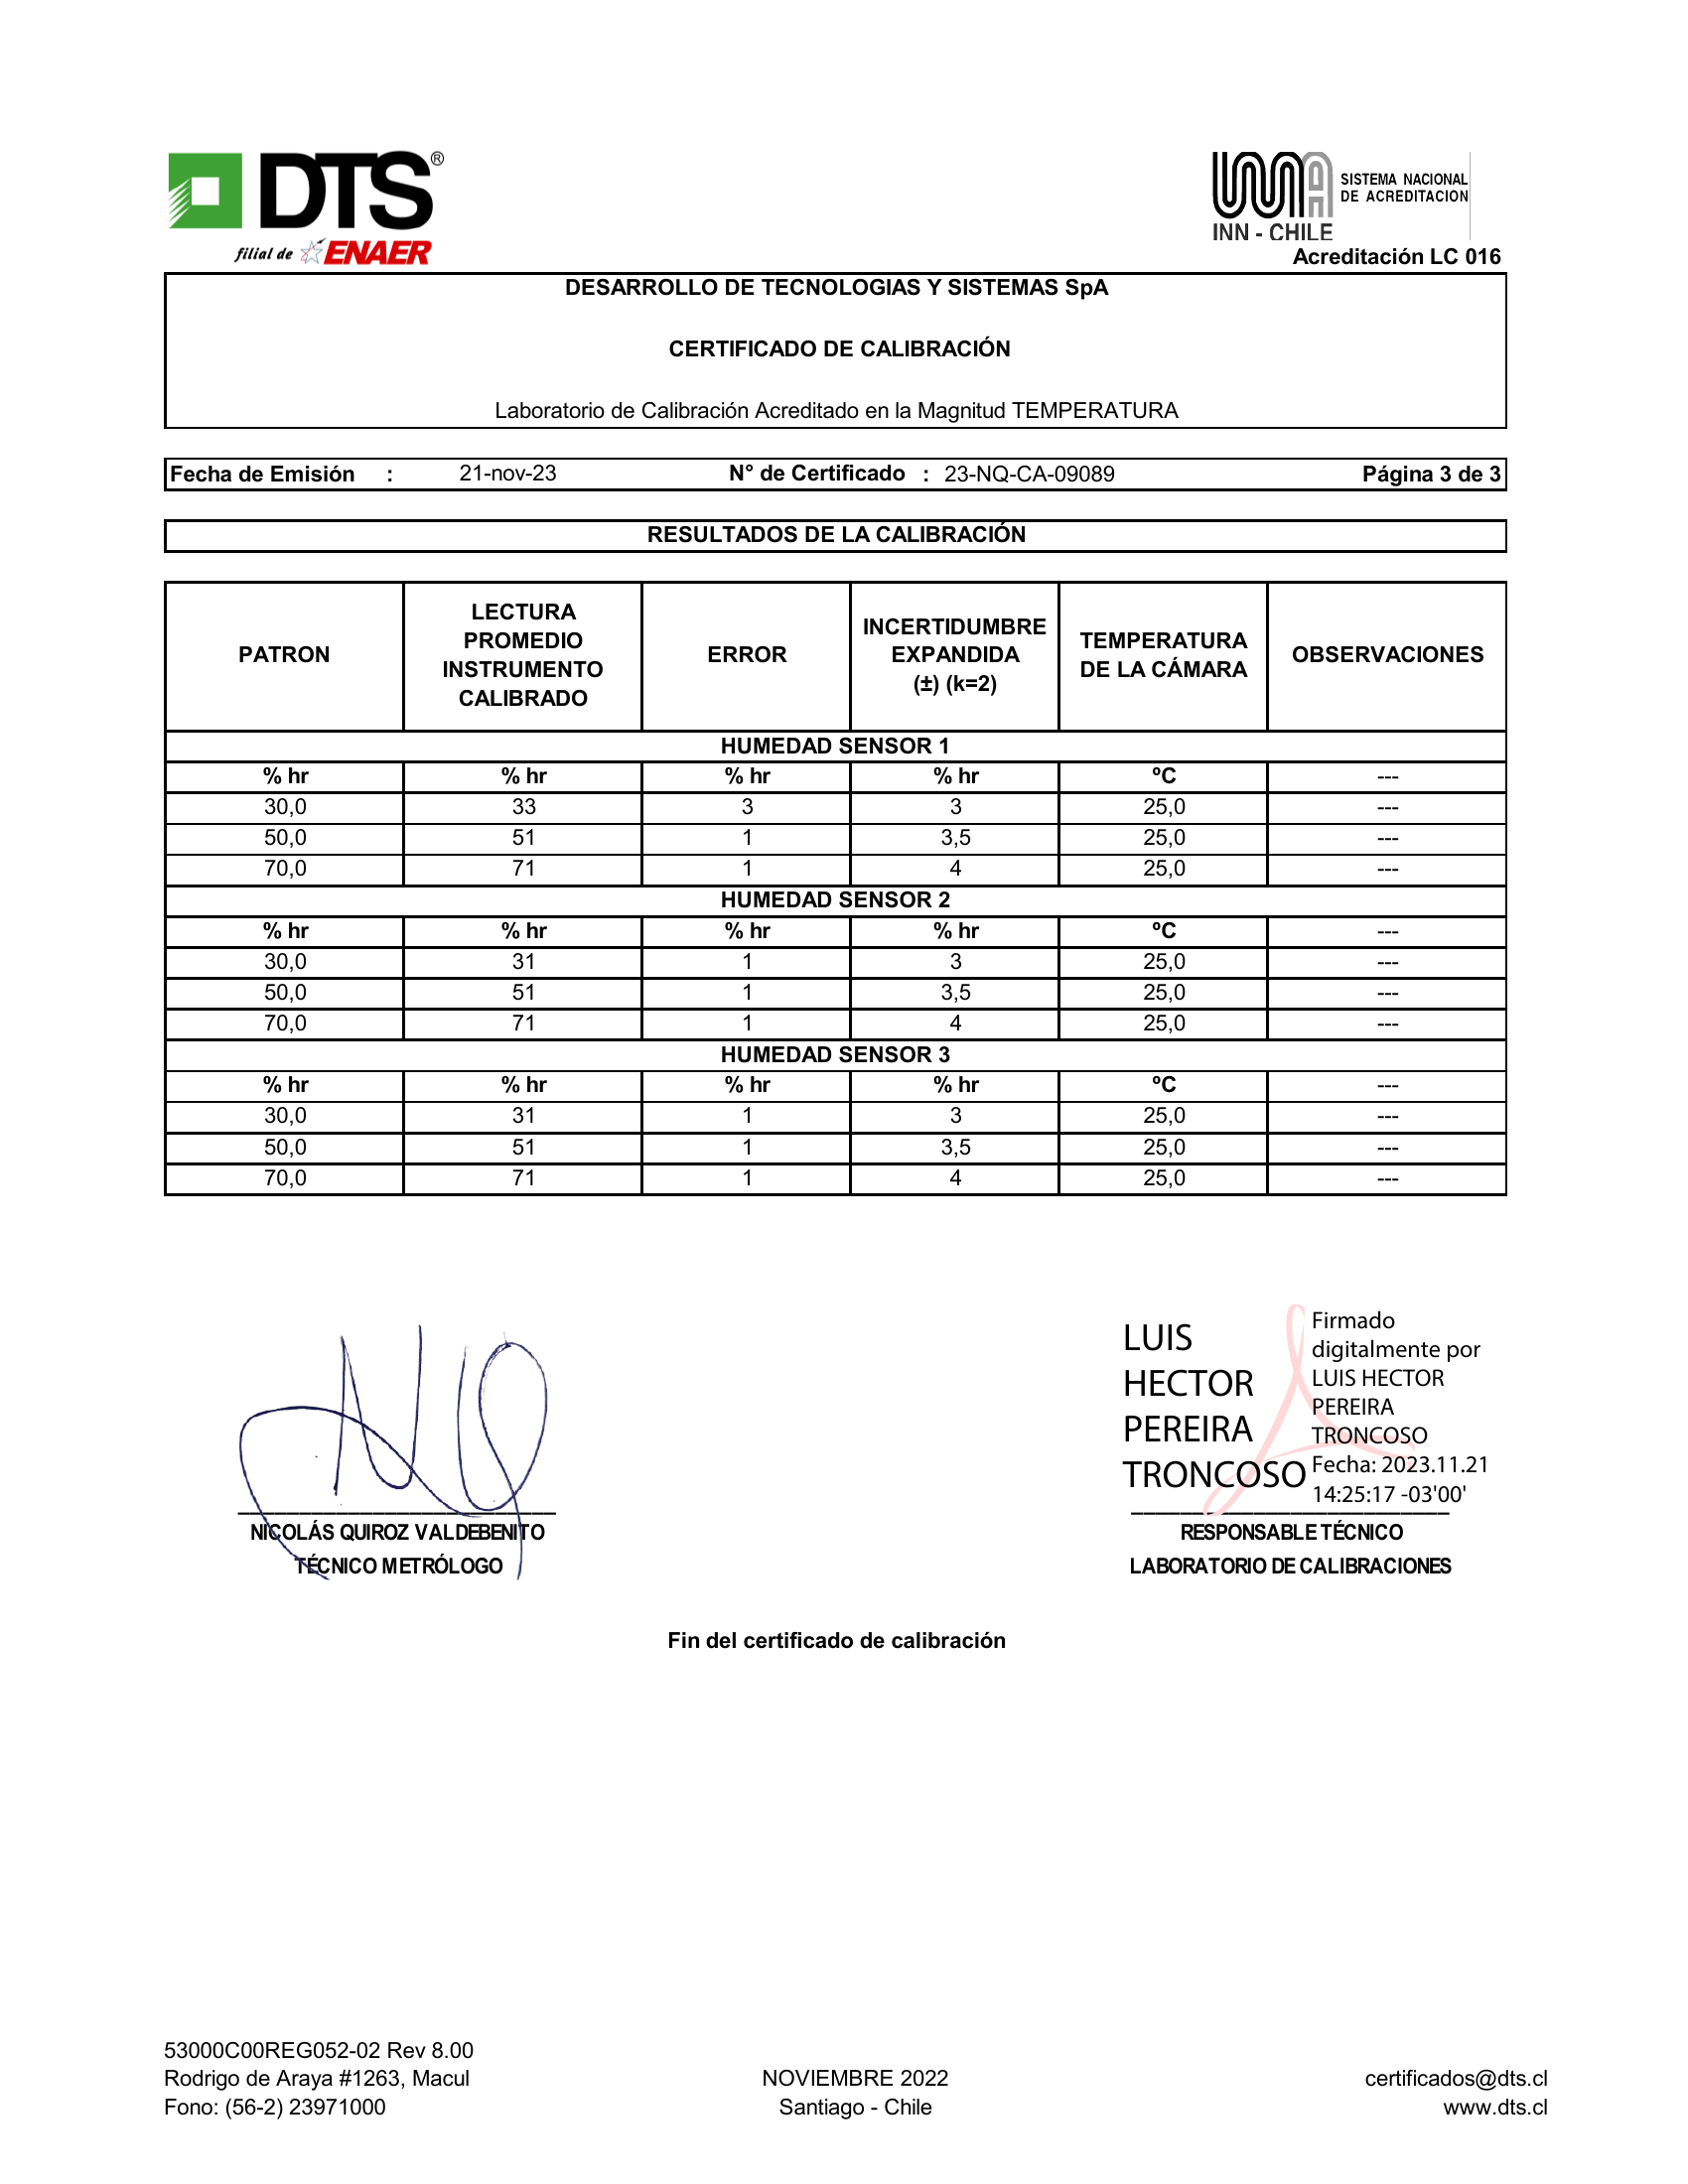 DTS®
filial de ENAER
INN - CHILE
SISTEMA NACIONAL
DE ACREDITACION
Acreditación LC 016
DESARROLLO DE TECNOLOGIAS Y SISTEMAS SpA
CERTIFICADO DE CALIBRACIÓN
Laboratorio de Calibración Acreditado en la Magnitud TEMPERATURA
Fecha de Emisión : 21-nov-23 N° de Certificado : 23-NQ-CA-09089 Página 3 de 3
RESULTADOS DE LA CALIBRACIÓN
PATRON
LECTURA
PROMEDIO
INSTRUMENTO
CALIBRADO
ERROR
INCERTIDUMBRE
EXPANDIDA
(±) (k=2)
TEMPERATURA
DE LA CÁMARA
OBSERVACIONES
HUMEDAD SENSOR 1
% hr % hr % hr % hr ºC ---
30,0 33 3 3 25,0 ---
50,0 51 1 3,5 25,0 ---
70,0 71 1 4 25,0 ---
HUMEDAD SENSOR 2
% hr % hr % hr % hr ºC ---
30,0 31 1 3 25,0 ---
50,0 51 1 3,5 25,0 ---
70,0 71 1 4 25,0 ---
HUMEDAD SENSOR 3
% hr % hr % hr % hr ºC ---
30,0 31 1 3 25,0 ---
50,0 51 1 3,5 25,0 ---
70,0 71 1 4 25,0 ---
NICOLÁS QUIROZ VALDEBENITO
TÉCNICO METRÓLOGO
LUIS
HECTOR
PEREIRA
TRONCOSO
Firmado
digitalmente por
LUIS HECTOR
PEREIRA
TRONCOSO
Fecha: 2023.11.21
14:25:17 -03'00'
RESPONSABLE TÉCNICO
LABORATORIO DE CALIBRACIONES
Fin del certificado de calibración
53000C00REG052-02 Rev 8.00
Rodrigo de Araya #1263, Macul
Fono: (56-2) 23971000
NOVIEMBRE 2022
Santiago - Chile
certificados@dts.cl
www.dts.cl